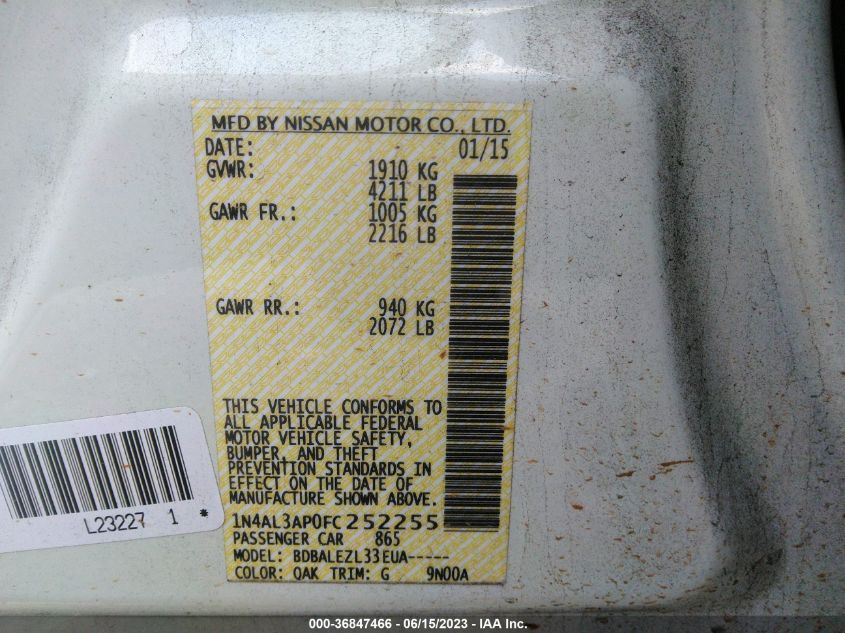 MFD BY NISSAN MOTOR CO., LTD.
DATE: 01/15
GVWR: 1910 KG
4211 LB
GAWR FR.: 1005 KG
2216 LB
GAWR RR.: 940 KG
2072 LB
THIS VEHICLE CONFORMS TO
ALL APPLICABLE FEDERAL
MOTOR VEHICLE SAFETY,
BUMPER, AND THEFT
PREVENTION STANDARDS IN
EFFECT ON THE DATE OF
MANUFACTURE SHOWN ABOVE.
1N4AL3AP0FC252255
PASSENGER CAR 865
MODEL: BDBALEZL33EUA-----
COLOR: QAK TRIM: G 9N00A
L23227 1 *
000-36847466 - 06/15/2023 - IAA Inc.